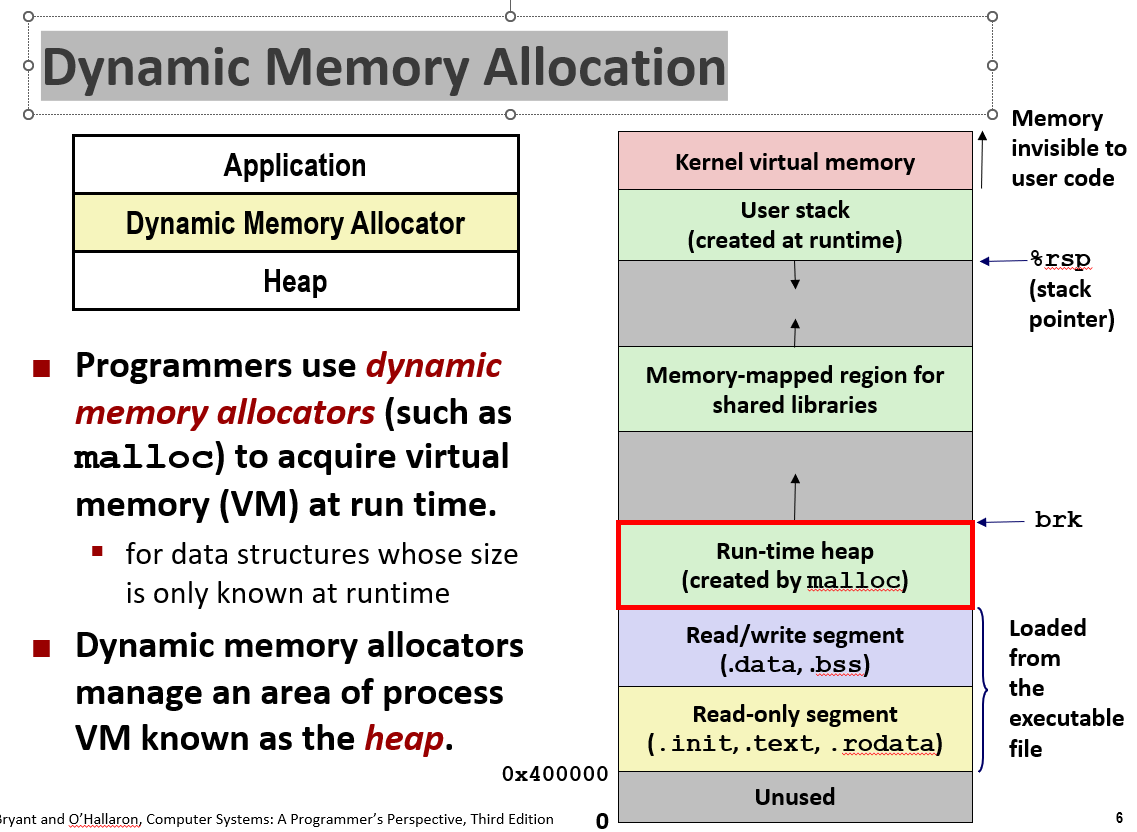 Dynamic Memory Allocation
Application
Dynamic Memory Allocator
Heap
Programmers use dynamic
memory allocators (such as
malloc) to acquire virtual
memory (VM) at run time.
for data structures whose size
is only known at runtime
Dynamic memory allocators
manage an area of process
VM known as the heap.
Kernel virtual memory
User stack
(created at runtime)
Memory-mapped region for
shared libraries
Run-time heap
(created by malloc)
Read/write segment
(.data, .bss)
Read-only segment
(.init, .text, .rodata)
Unused
Memory
invisible to
user code
%rsp
(stack
pointer)
brk
Loaded
from
the
executable
file
0x400000
0
Bryant and O’Hallaron, Computer Systems: A Programmer’s Perspective, Third Edition
6